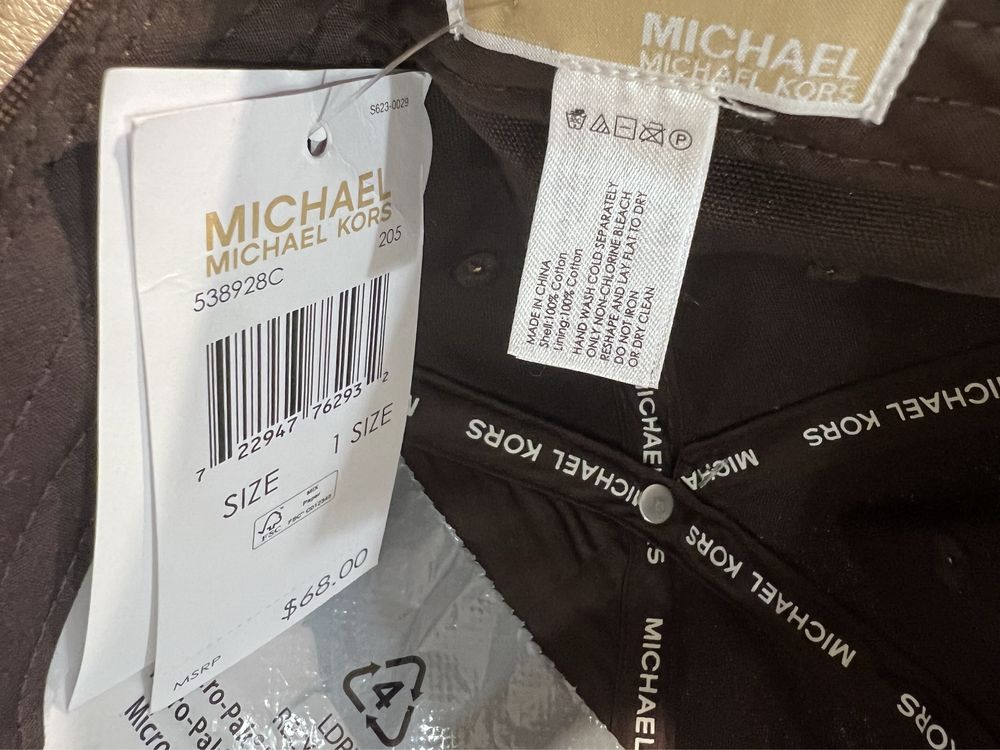 S623-0029
MICHAEL
MICHAEL KORS
205
538928C
7 22947 76293 2
1 SIZE
SIZE
FSC
MIX
Paper
$68.00
MSRP
MICHAEL
MICHAEL KORS
P
MADE IN CHINA
Shell:100% Cotton
Lining:100% Cotton
HAND WASH COLD SEPARATELY
ONLY NON-CHLORINE BLEACH
RESHAPE AND LAY FLAT TO DRY
DO NOT IRON
OR DRY CLEAN
MICHAEL KORS
MICHAEL KORS
MICHAEL KORS
MICHAEL
KORS
4